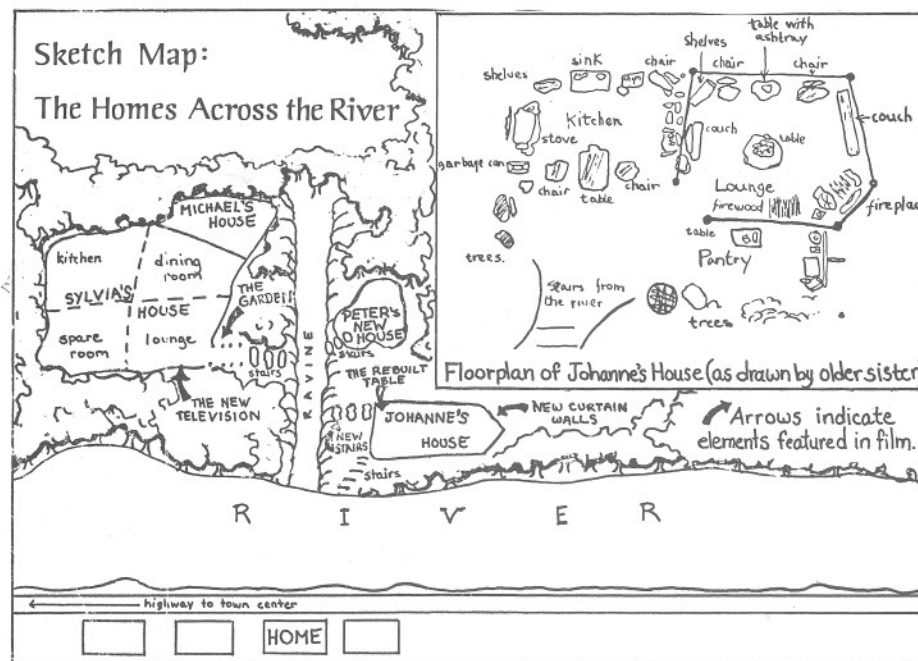 Sketch Map:
The Homes Across the River
MICHAEL'S
HOUSE
kitchen
dining
room
SYLVIA'S
HOUSE
THE
GARDEN
spare
room
lounge
stairs
THE NEW
TELEVISION
RAVINE
PETER'S
NEW
HOUSE
stairs
THE REBUILT
TABLE
JOHANNE'S
HOUSE
NEW
STAIRS
stairs
NEW CURTAIN
WALLS
Arrows indicate
elements featured in film.
RIVER
highway to town center
HOME
shelves
sink
chair
shelves
chair
table with
ashtray
chair
Kitchen
stove
couch
table
couch
garbage can
chair
table
chair
Lounge
firewood
fireplac
table
Pantry
trees.
stairs from
the river
trees
Floorplan of Johanne's House (as drawn by older sister